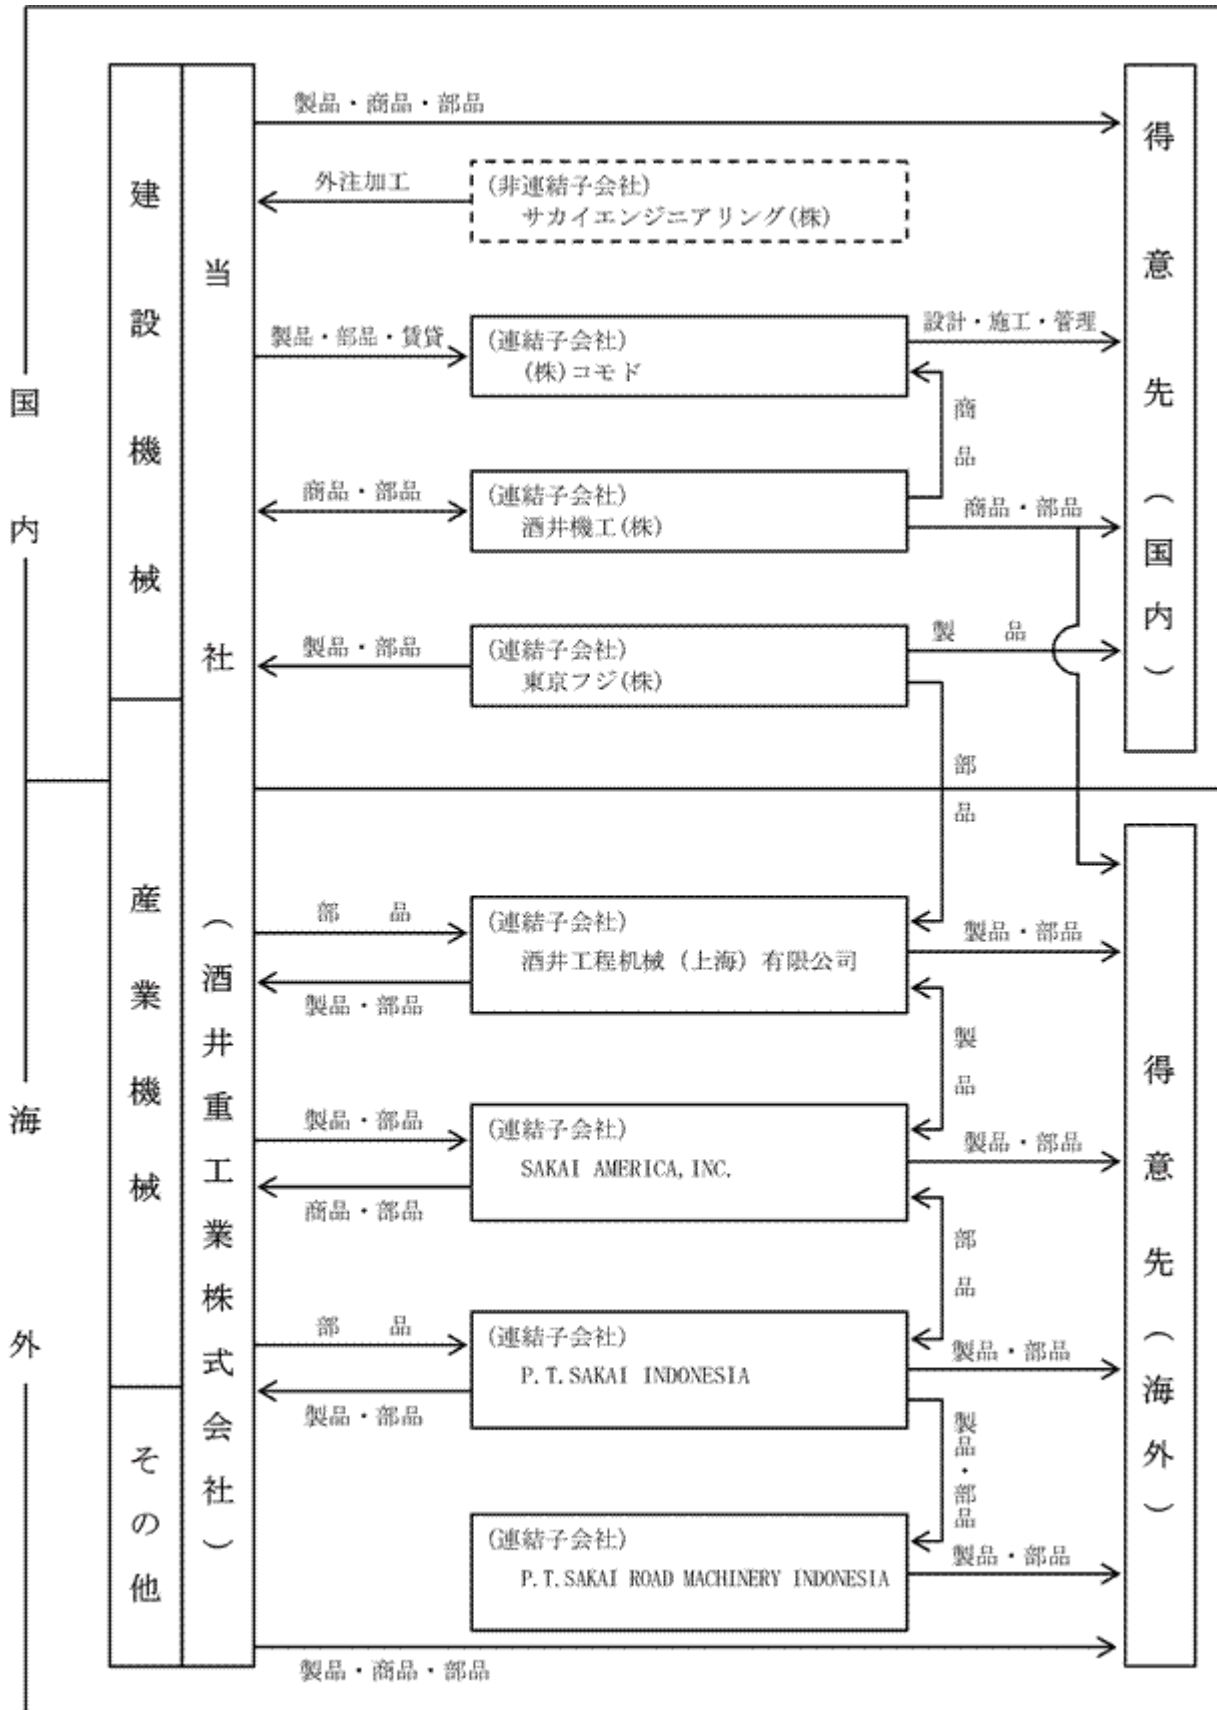 国内
海外
建設機械
産業機械
その他
当社（酒井重工業株式会社）
製品・商品・部品
得意先（国内）
外注加工
(非連結子会社)
サカイエンジニアリング(株)
製品・部品・賃貸
(連結子会社)
(株)コモド
設計・施工・管理
商品
商品・部品
(連結子会社)
酒井機工(株)
商品・部品
製品・部品
(連結子会社)
東京フジ(株)
製品
部品
部品
製品・部品
(連結子会社)
酒井工程机械（上海）有限公司
製品・部品
製品
製品・部品
商品・部品
(連結子会社)
SAKAI AMERICA,INC.
製品・部品
部品
部品
製品・部品
(連結子会社)
P.T.SAKAI INDONESIA
製品・部品
製品・部品
(連結子会社)
P.T.SAKAI ROAD MACHINERY INDONESIA
製品・部品
製品・商品・部品
得意先（海外）